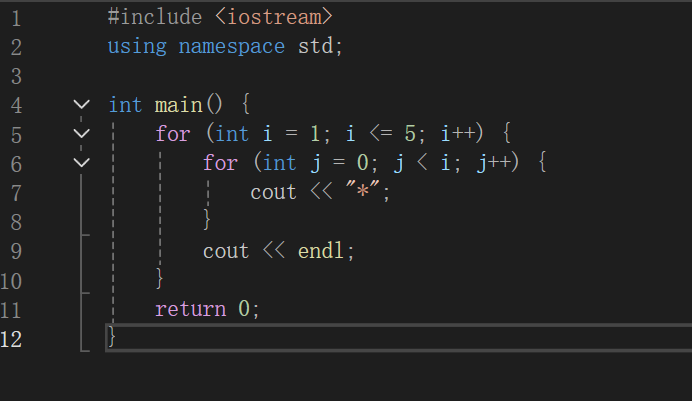 1 #include <iostream>
2 using namespace std;
3
4 int main() {
5 for (int i = 1; i <= 5; i++) {
6 for (int j = 0; j < i; j++) {
7 cout << "*";
8 }
9 cout << endl;
10 }
11 return 0;
12 }